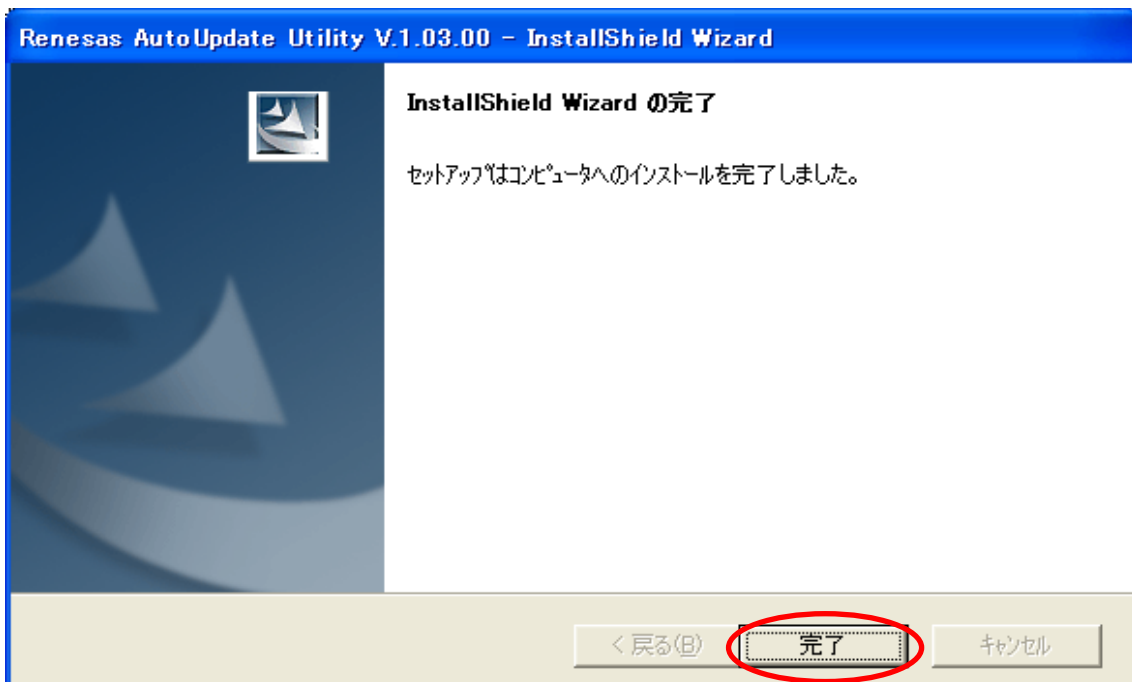 Renesas AutoUpdate Utility V.1.03.00 - InstallShield Wizard
InstallShield Wizard の完了
ｾｯﾄｱｯﾌﾟはｺﾝﾋﾟｭｰﾀへのｲﾝｽﾄｰﾙを完了しました。
< 戻る(B)
完了
ｷｬﾝｾﾙ